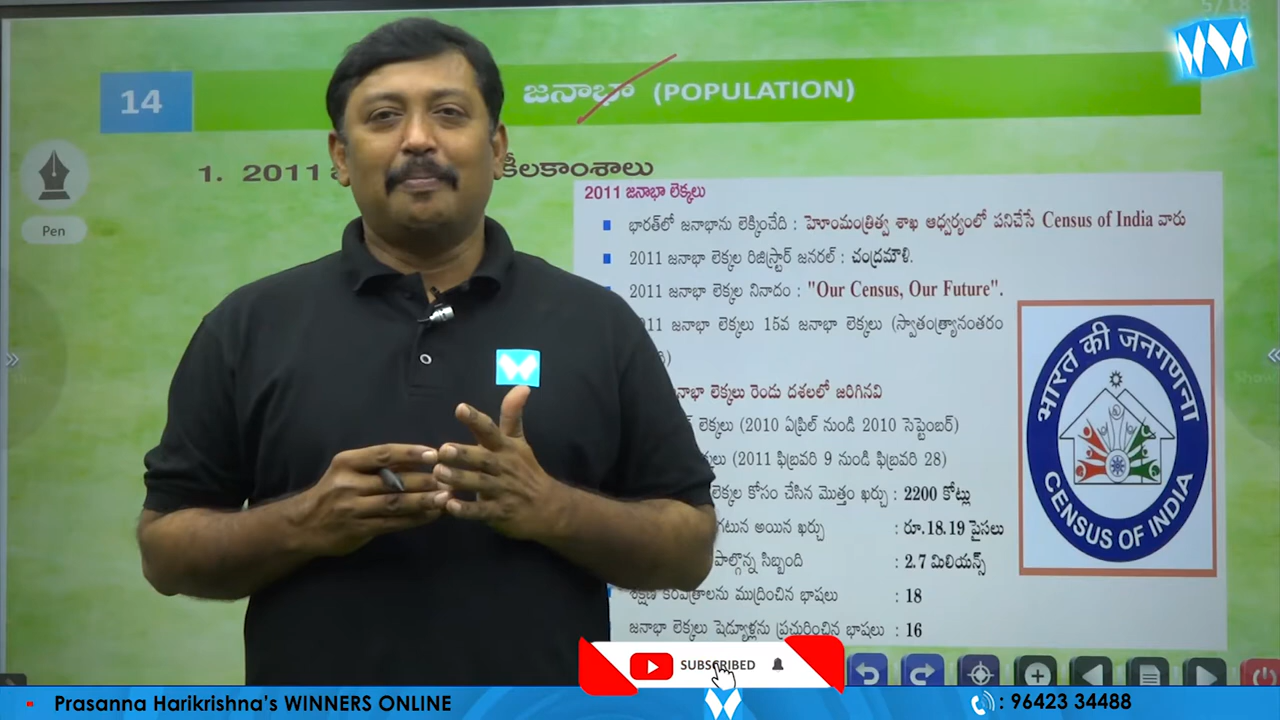 5/18
W
14
జనాభా (POPULATION)
1. 2011 కీలకాంశాలు
Pen
2011 జనాభా లెక్కలు
భారత్‌లో జనాభాను లెక్కించేది : హోంమంత్రిత్వ శాఖ ఆధ్వర్యంలో పనిచేసే Census of India వారు
2011 జనాభా లెక్కల రిజిస్ట్రార్ జనరల్ : చంద్రమౌళి.
2011 జనాభా లెక్కల నినాదం : "Our Census, Our Future".
జనాభా లెక్కలు 15వ జనాభా లెక్కలు (స్వాతంత్ర్యానంతరం
లెక్కలు రెండు దశలలో జరిగినవి
లెక్కలు (2010 ఏప్రిల్ నుండి 2010 సెప్టెంబర్)
(2011 ఫిబ్రవరి 9 నుండి ఫిబ్రవరి 28)
లెక్కల కోసం చేసిన మొత్తం ఖర్చు : 2200 కోట్లు
అయిన ఖర్చు : రూ.18.19 పైసలు
పాల్గొన్న సిబ్బంది : 2.7 మిలియన్స్
ముద్రించిన భాషలు : 18
జనాభా లెక్కలు షెడ్యూళ్లను ప్రచురించిన భాషలు : 16
भारत की जनगणना
CENSUS OF INDIA
SUBSCRIBED
Prasanna Harikrishna's WINNERS ONLINE
: 96423 34488